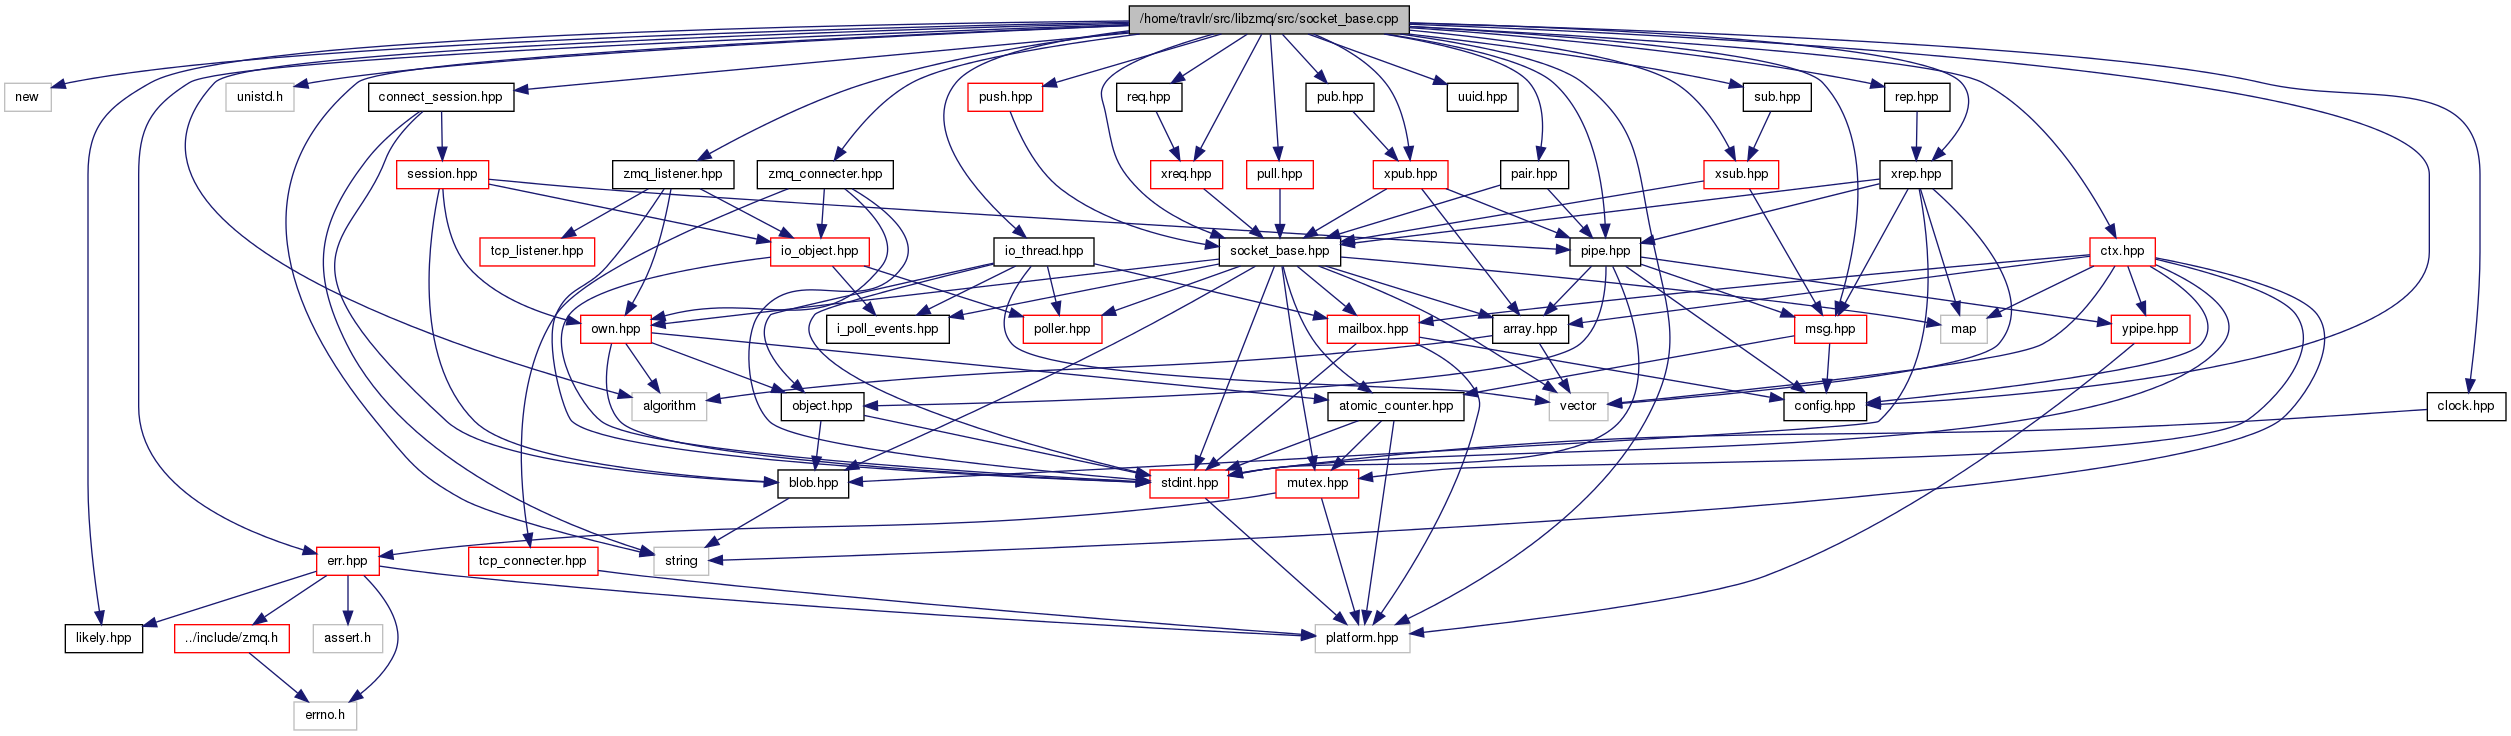 /home/travlr/src/libzmq/src/socket_base.cpp
new
unistd.h
connect_session.hpp
push.hpp
req.hpp
pub.hpp
uuid.hpp
sub.hpp
rep.hpp
session.hpp
zmq_listener.hpp
zmq_connecter.hpp
xreq.hpp
pull.hpp
xpub.hpp
pair.hpp
xsub.hpp
xrep.hpp
tcp_listener.hpp
io_object.hpp
io_thread.hpp
socket_base.hpp
pipe.hpp
ctx.hpp
own.hpp
i_poll_events.hpp
poller.hpp
mailbox.hpp
array.hpp
msg.hpp
map
ypipe.hpp
algorithm
object.hpp
atomic_counter.hpp
vector
config.hpp
clock.hpp
blob.hpp
stdint.hpp
mutex.hpp
err.hpp
tcp_connecter.hpp
string
likely.hpp
../include/zmq.h
assert.h
platform.hpp
errno.h